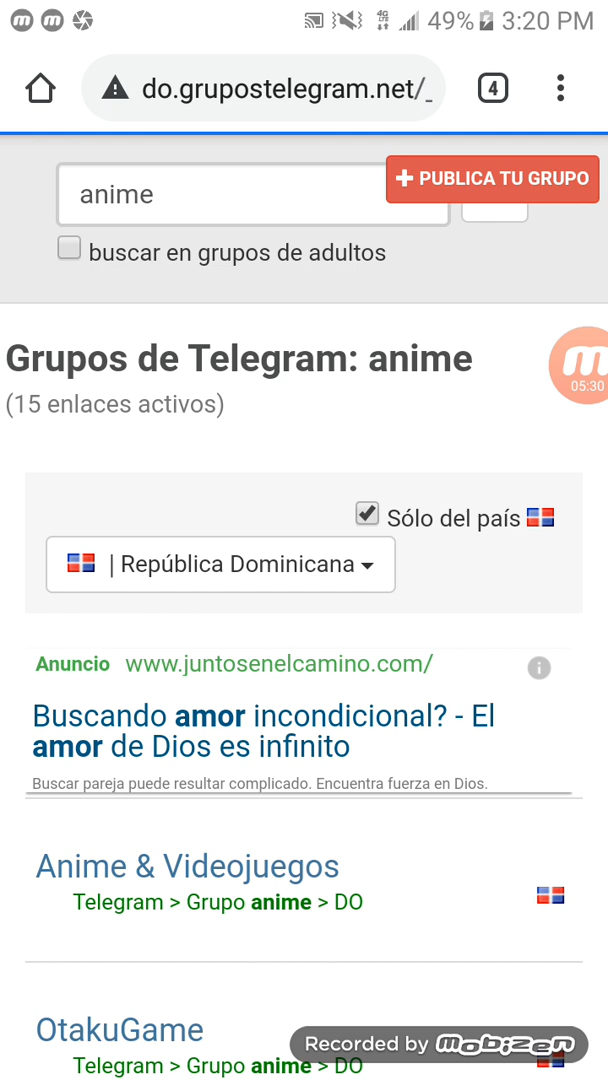 49% 3:20 PM
do.grupostelegram.net/_ 4
anime
+ PUBLICA TU GRUPO
buscar en grupos de adultos
Grupos de Telegram: anime
(15 enlaces activos)
05:30
Sólo del país
| República Dominicana
Anuncio www.juntosenelcamino.com/
Buscando amor incondicional? - El
amor de Dios es infinito
Buscar pareja puede resultar complicado. Encuentra fuerza en Dios.
Anime & Videojuegos
Telegram > Grupo anime > DO
OtakuGame
Recorded by mobizen
Telegram > Grupo anime > DO